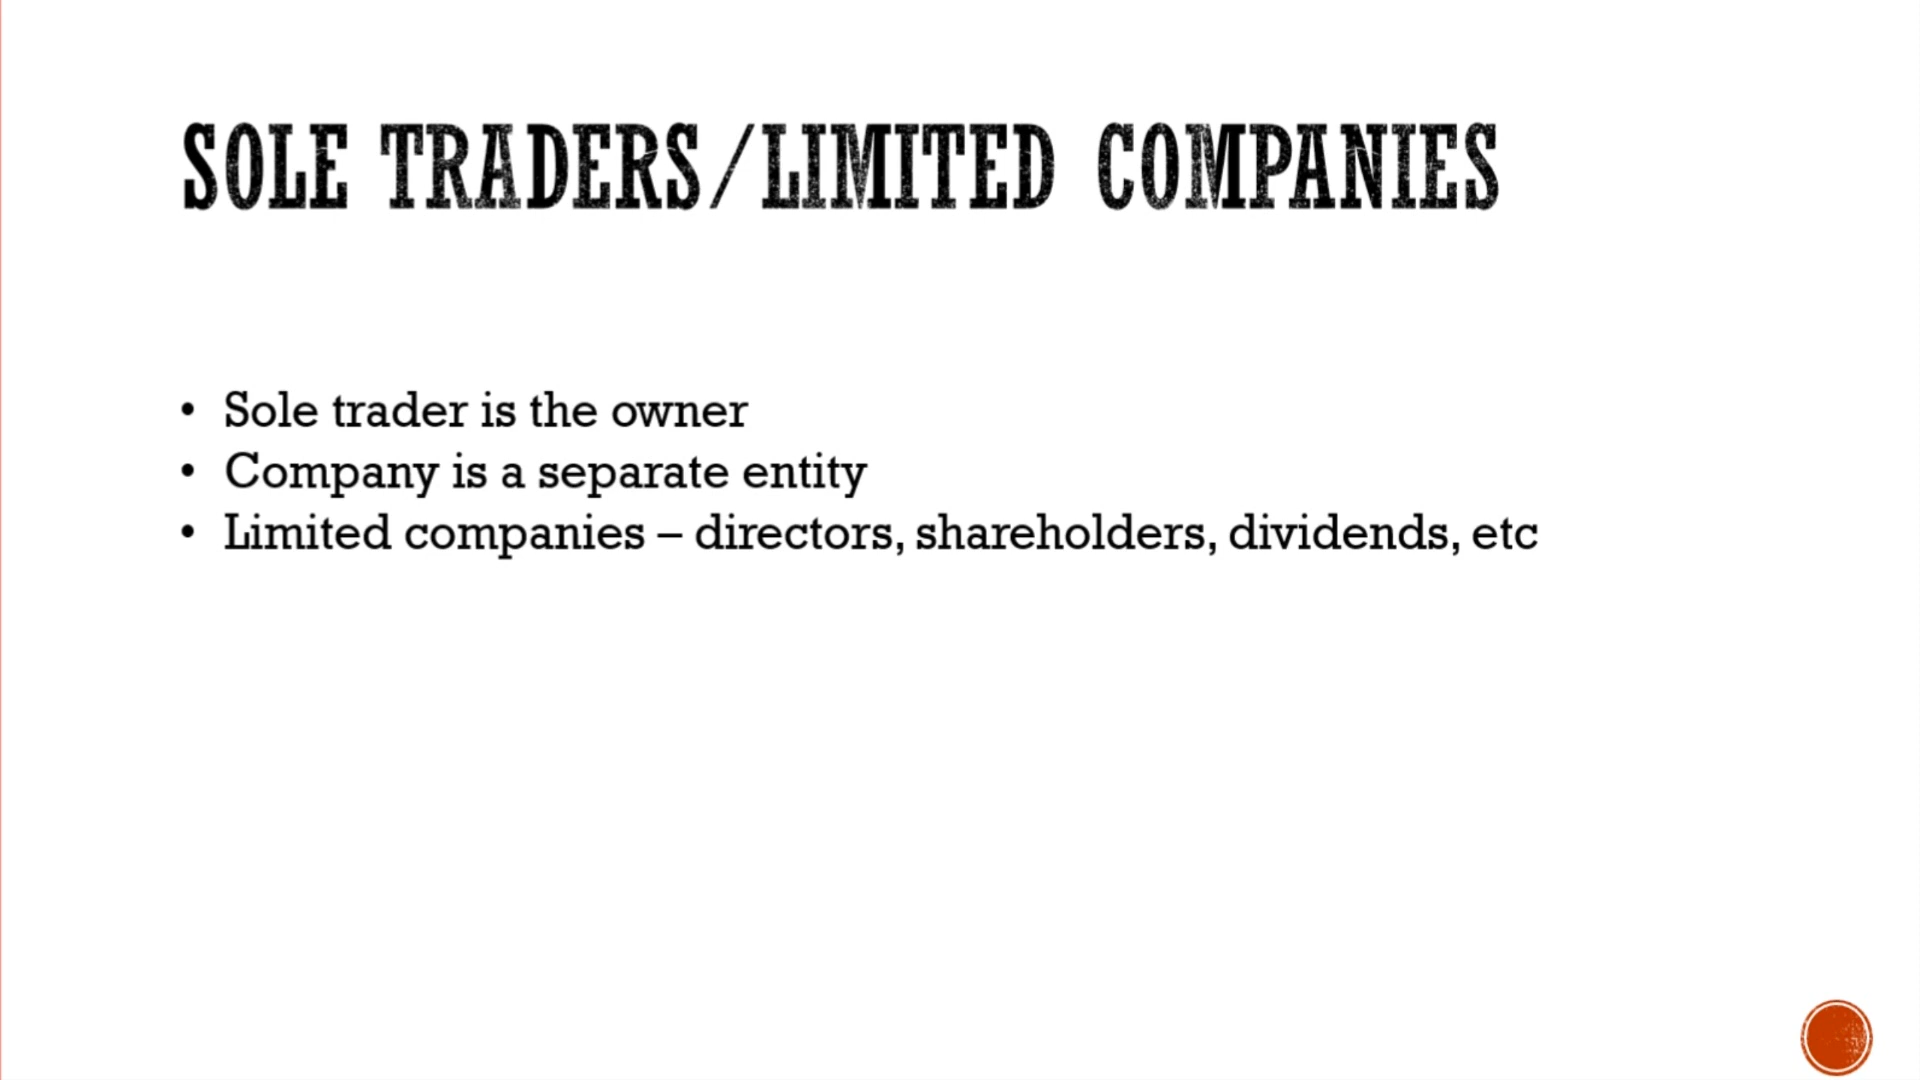 SOLE TRADERS/LIMITED COMPANIES
• Sole trader is the owner
• Company is a separate entity
• Limited companies – directors, shareholders, dividends, etc